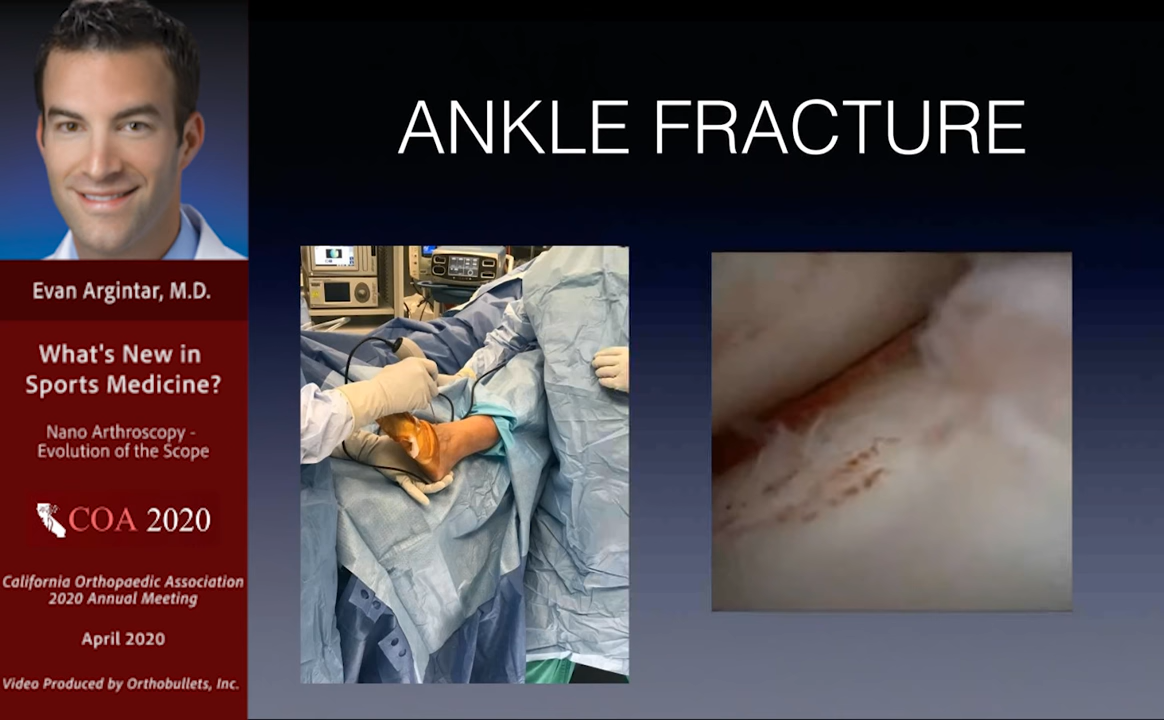 ANKLE FRACTURE
Evan Argintar, M.D.
What's New in
Sports Medicine?
Nano Arthroscopy -
Evolution of the Scope
COA 2020
California Orthopaedic Association
2020 Annual Meeting
April 2020
Video Produced by Orthobullets, Inc.